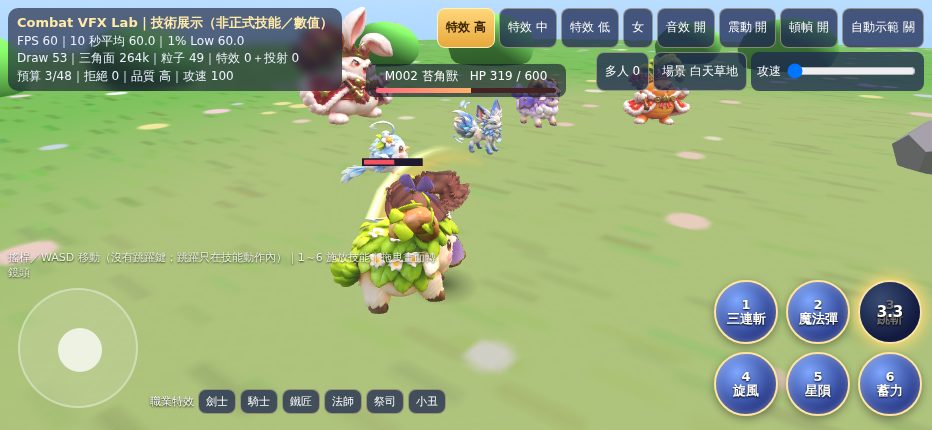 Combat VFX Lab｜技術展示（非正式技能／數值）
FPS 60｜10 秒平均 60.0｜1% Low 60.0
Draw 53｜三角面 264k｜粒子 49｜特效 0＋投射 0
預算 3/48｜拒絕 0｜品質 高｜攻速 100
特效 高
特效 中
特效 低
女
音效 開
震動 開
頓幀 開
自動示範 關
多人 0
場景 白天草地
攻速
M002 苔角獸 HP 319 / 600
搖桿／WASD 移動（沒有跳躍鍵；跳躍只在技能動作內）｜1～6 施放技能｜拖曳畫面轉
鏡頭
1
三連斬
2
魔法彈
3
3.3
跳斬
4
旋風
5
星隕
6
蓄力
職業特效
劍士
騎士
鐵匠
法師
祭司
小丑